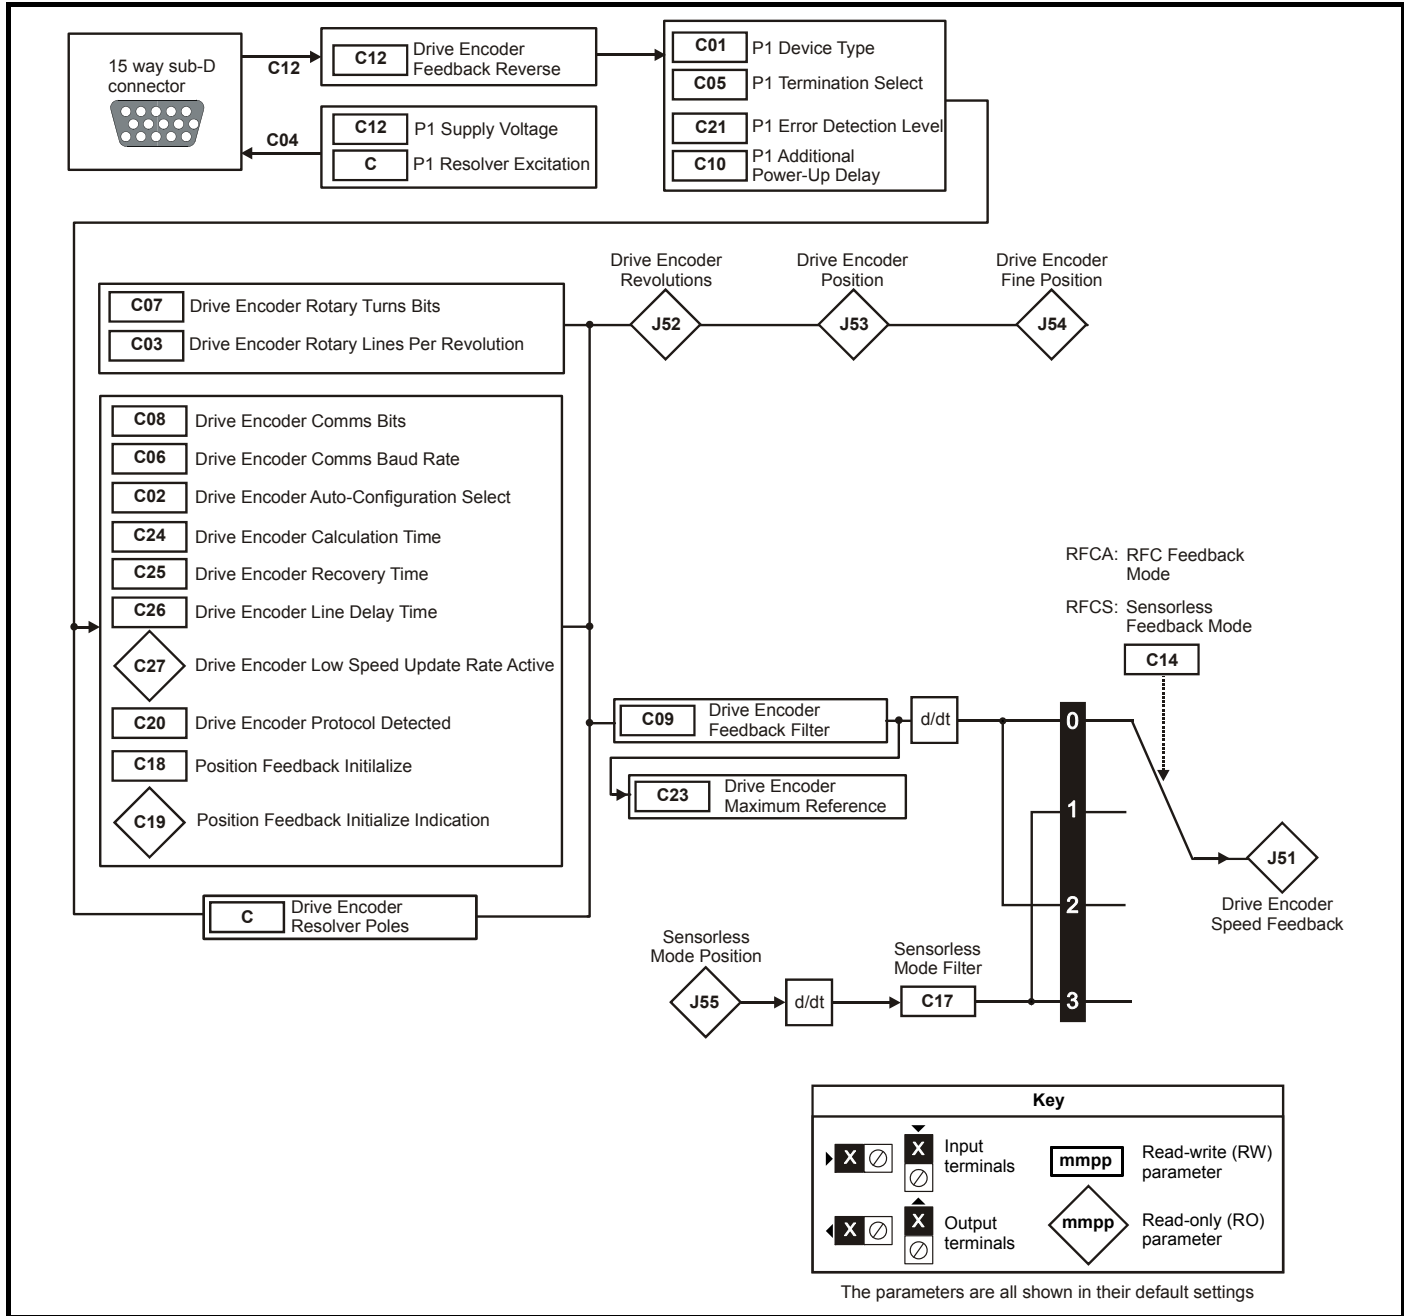 15 way sub-D
connector
C12
C04
C12
Drive Encoder
Feedback Reverse
C12
P1 Supply Voltage
C
P1 Resolver Excitation
C01
P1 Device Type
C05
P1 Termination Select
C21
P1 Error Detection Level
C10
P1 Additional
Power-Up Delay
Drive Encoder
Revolutions
J52
Drive Encoder
Position
J53
Drive Encoder
Fine Position
J54
C07
Drive Encoder Rotary Turns Bits
C03
Drive Encoder Rotary Lines Per Revolution
C08
Drive Encoder Comms Bits
C06
Drive Encoder Comms Baud Rate
C02
Drive Encoder Auto-Configuration Select
C24
Drive Encoder Calculation Time
C25
Drive Encoder Recovery Time
C26
Drive Encoder Line Delay Time
C27
Drive Encoder Low Speed Update Rate Active
C20
Drive Encoder Protocol Detected
C18
Position Feedback Initilalize
C19
Position Feedback Initialize Indication
C
Drive Encoder
Resolver Poles
C09
Drive Encoder
Feedback Filter
d/dt
C23
Drive Encoder
Maximum Reference
RFCA: RFC Feedback
Mode
RFCS: Sensorless
Feedback Mode
C14
0
1
2
3
J51
Drive Encoder
Speed Feedback
Sensorless
Mode Position
J55
d/dt
Sensorless
Mode Filter
C17
Key
X
X
Input
terminals
mmpp
Read-write (RW)
parameter
X
X
Output
terminals
mmpp
Read-only (RO)
parameter
The parameters are all shown in their default settings